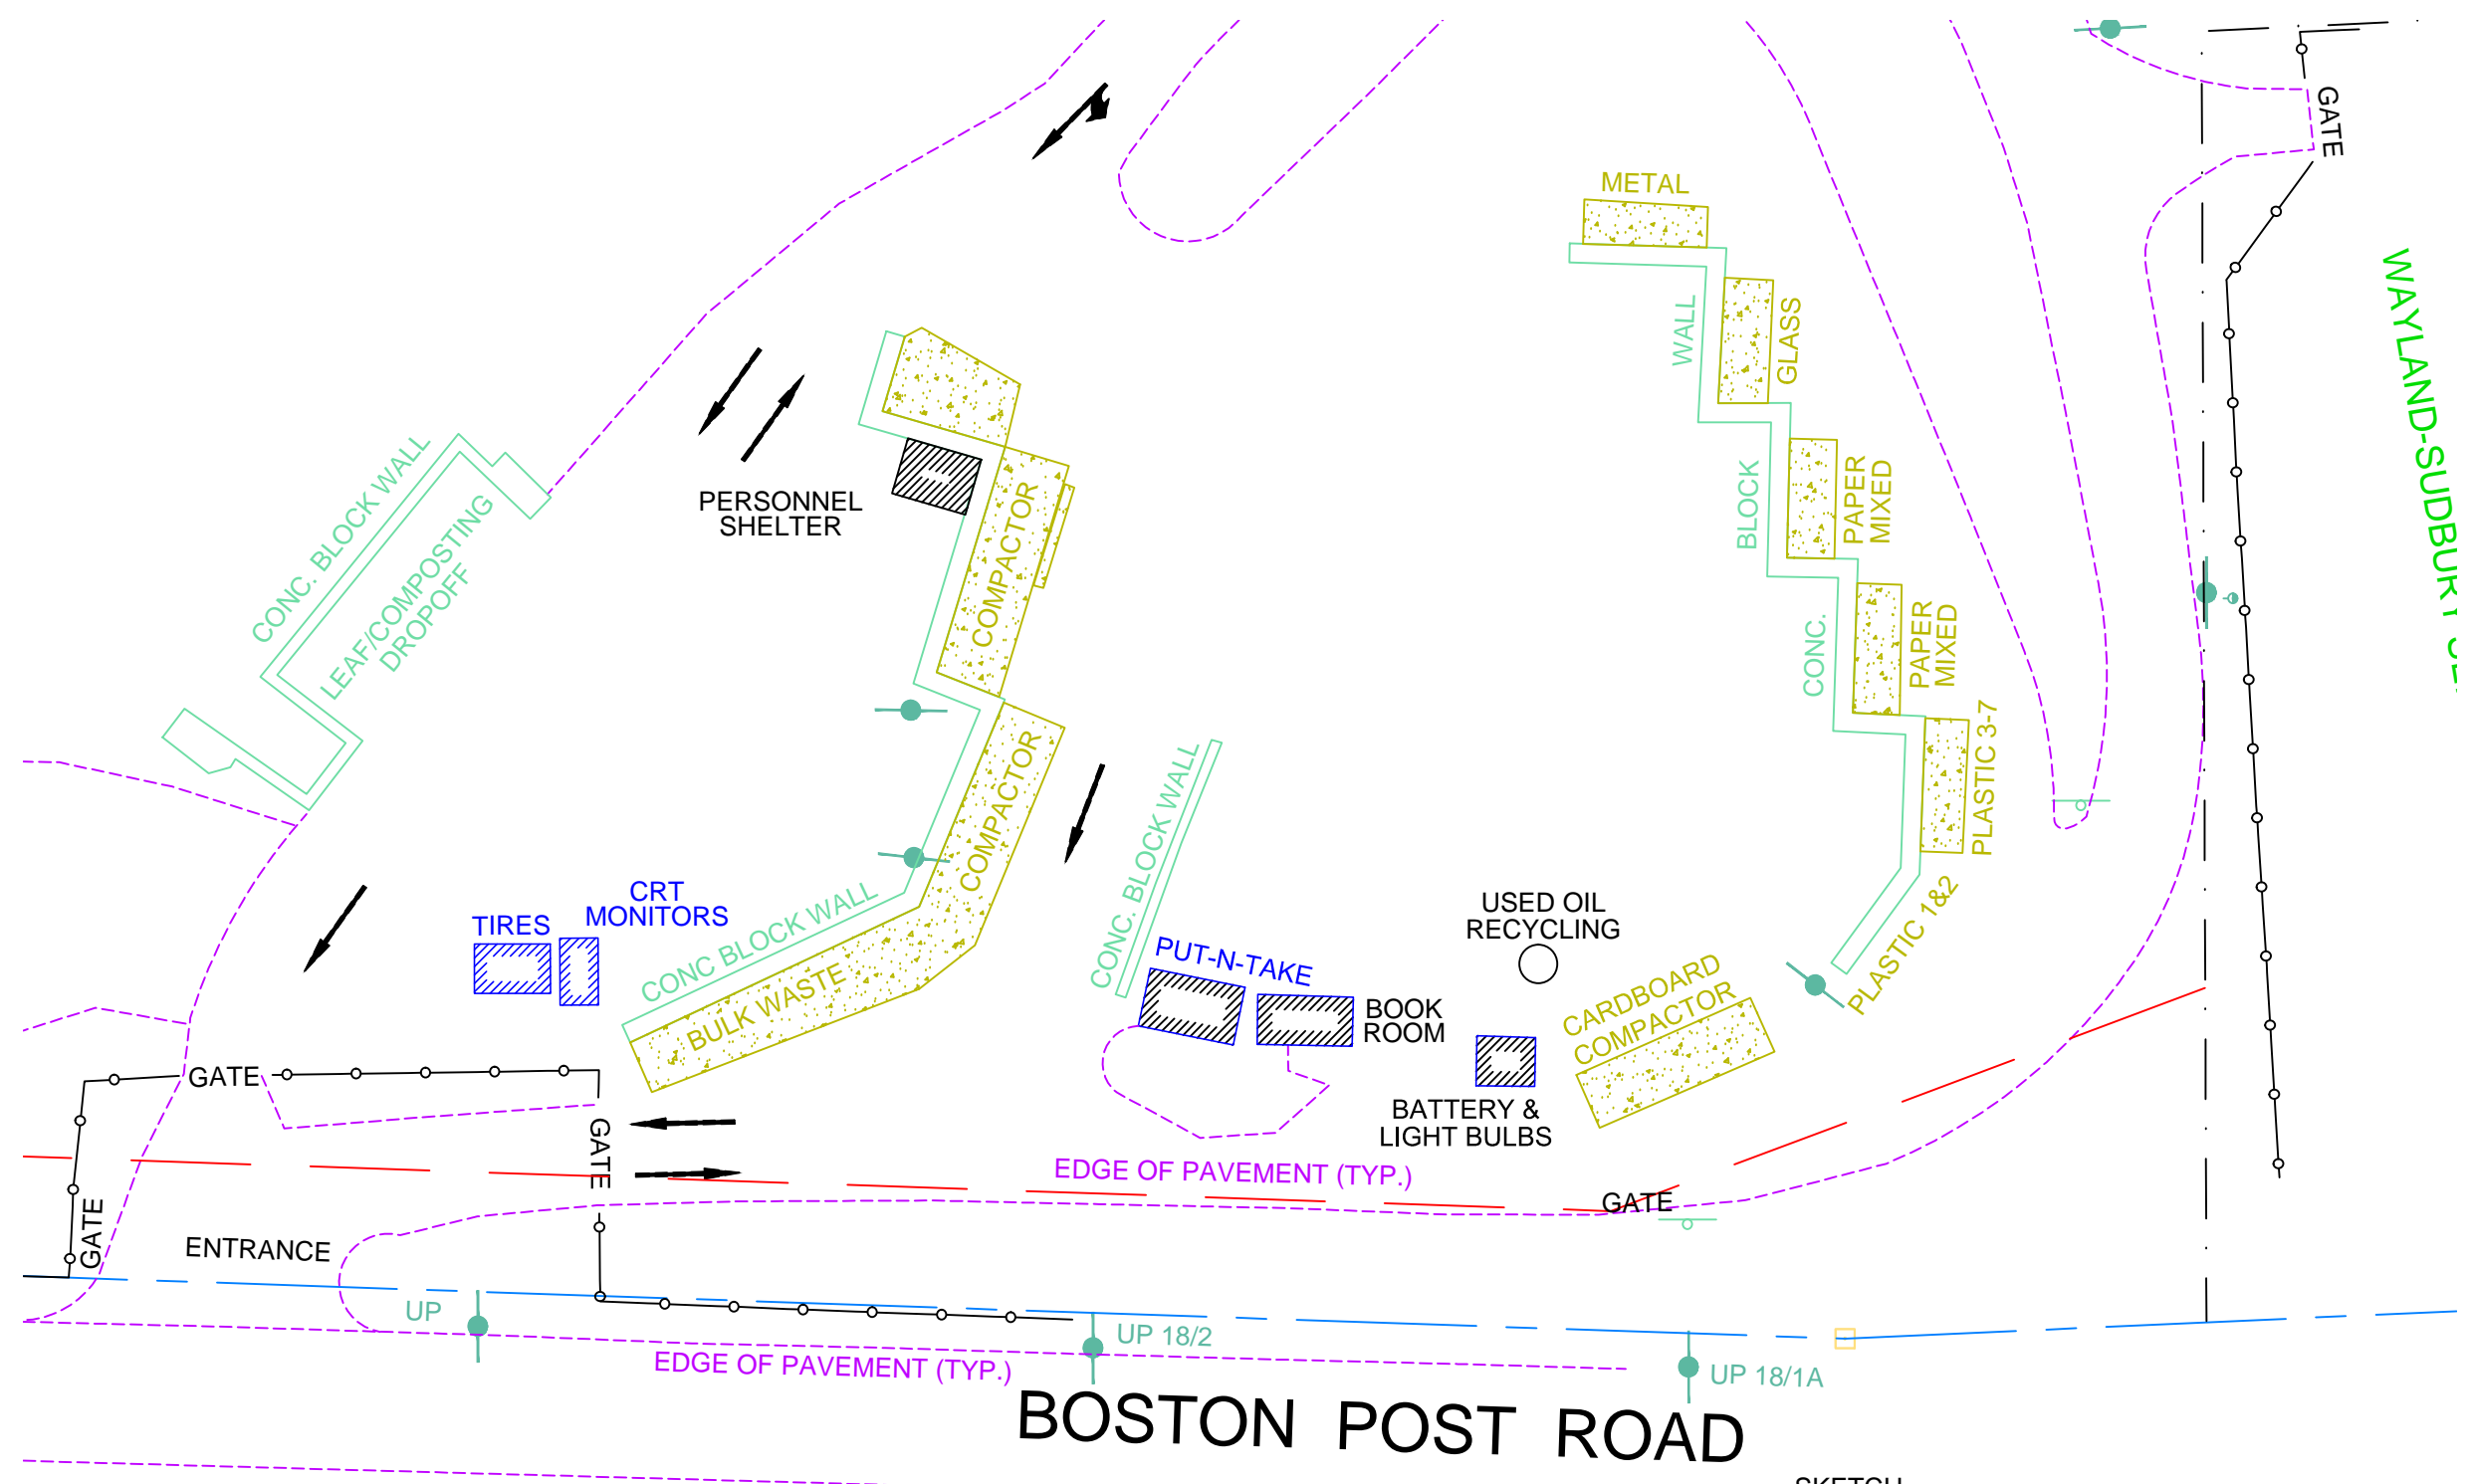 GATE
METAL
WAYLAND-SUDBURY
WALL
GLASS
PERSONNEL
SHELTER
CONC. BLOCK WALL
LEAF/COMPOSTING
DROPOFF
COMPACTOR
BLOCK
PAPER
MIXED
CONC.
PAPER
MIXED
PLASTIC 3-7
COMPACTOR
CONC. BLOCK WALL
CRT
MONITORS
TIRES
CONC BLOCK WALL
BULK WASTE
PUT-N-TAKE
USED OIL
RECYCLING
BOOK
ROOM
PLASTIC 1&2
CARDBOARD
COMPACTOR
GATE
GATE
BATTERY &
LIGHT BULBS
EDGE OF PAVEMENT (TYP.)
GATE
GATE
ENTRANCE
UP
UP 18/2
EDGE OF PAVEMENT (TYP.)
UP 18/1A
BOSTON POST ROAD
SKETCH